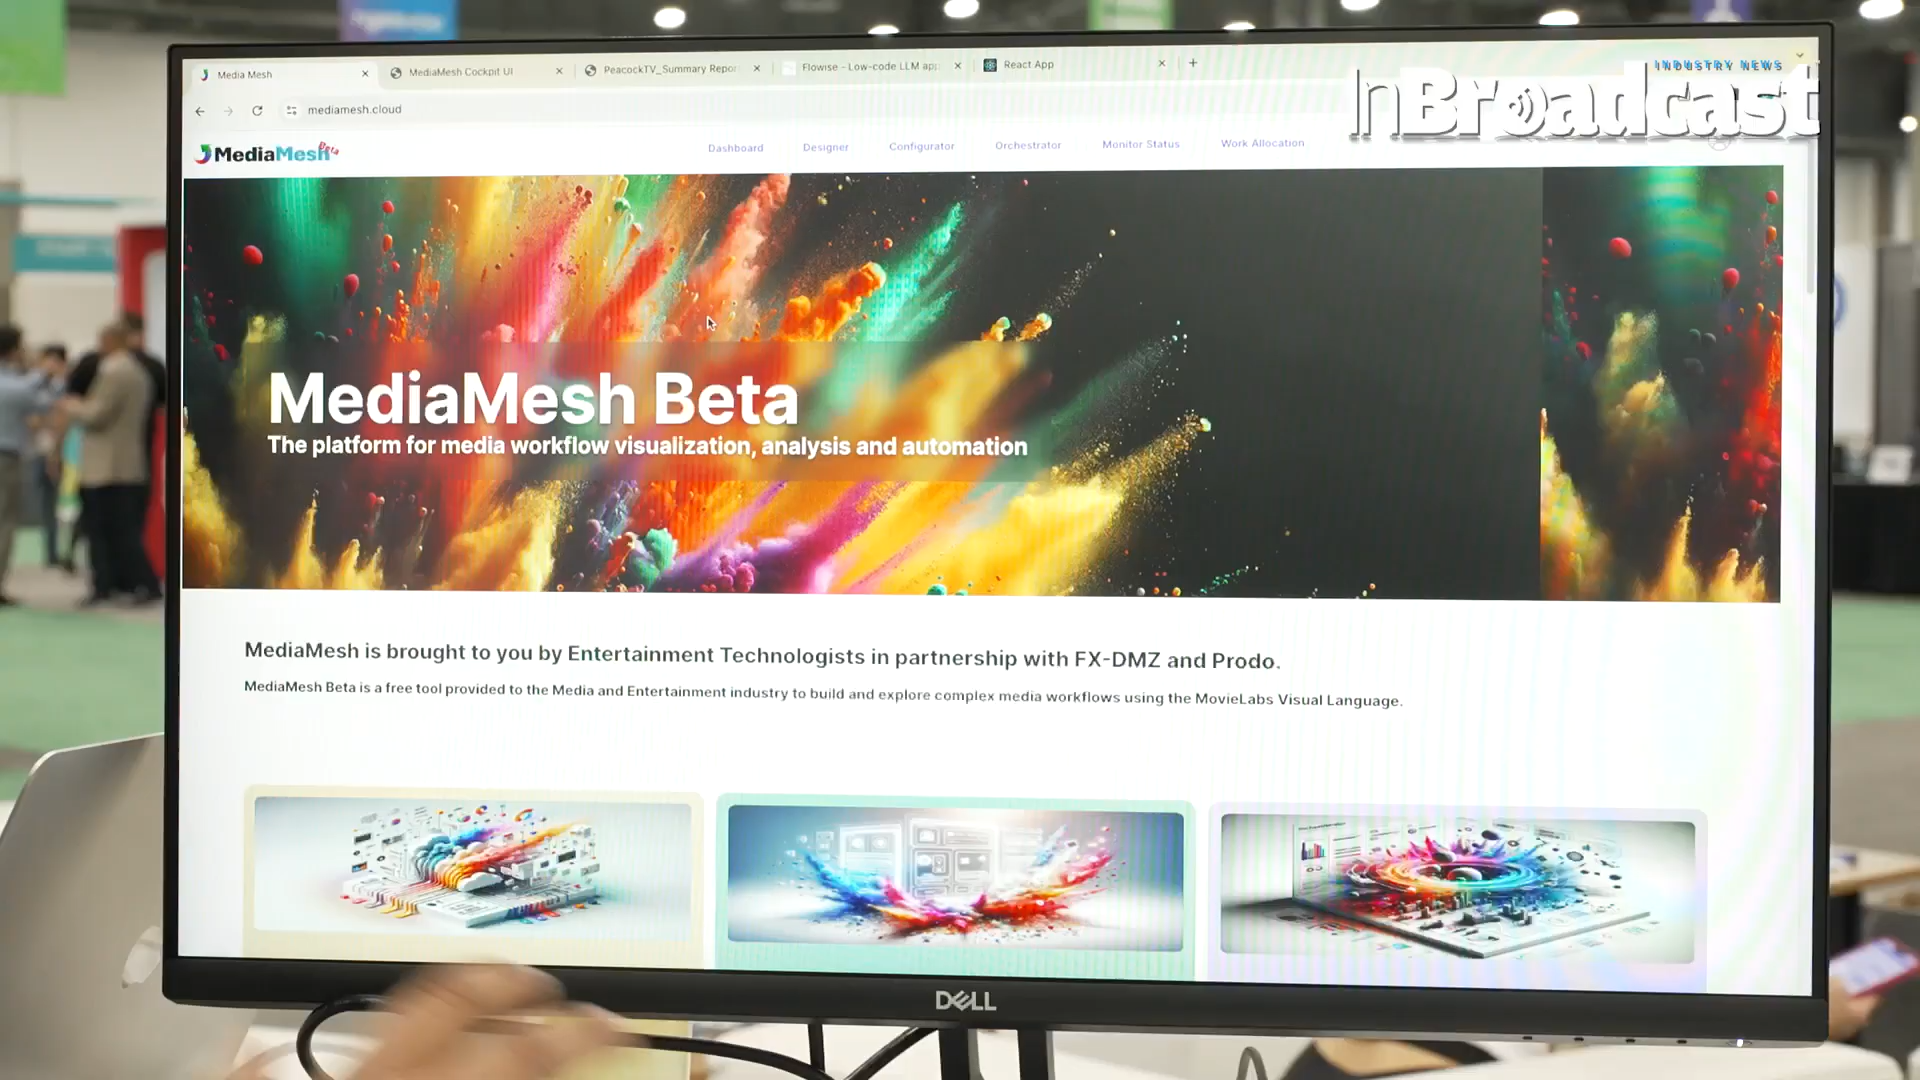 INDUSTRY NEWS
inBroadcast
Media Mesh
MediaMesh Cockpit UI
PeacockTV_Summary Repor
Flowise - Low-code LLM app
React App
mediamesh.cloud
MediaMesh Beta
Dashboard
Designer
Configurator
Orchestrator
Monitor Status
Work Allocation
MediaMesh Beta
The platform for media workflow visualization, analysis and automation
MediaMesh is brought to you by Entertainment Technologists in partnership with FX-DMZ and Prodo.
MediaMesh Beta is a free tool provided to the Media and Entertainment industry to build and explore complex media workflows using the MovieLabs Visual Language.
DELL